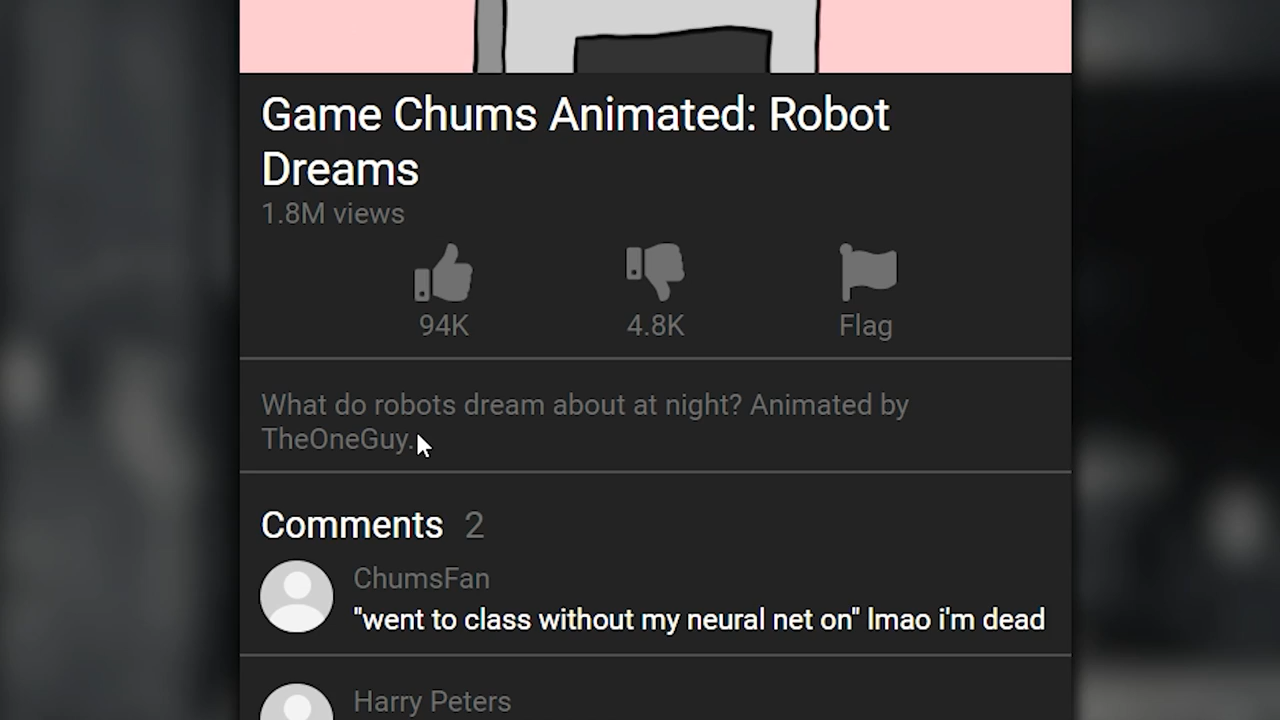 Game Chums Animated: Robot
Dreams
1.8M views
94K
4.8K
Flag
What do robots dream about at night? Animated by
TheOneGuy.
Comments 2
ChumsFan
"went to class without my neural net on" lmao i'm dead
Harry Peters